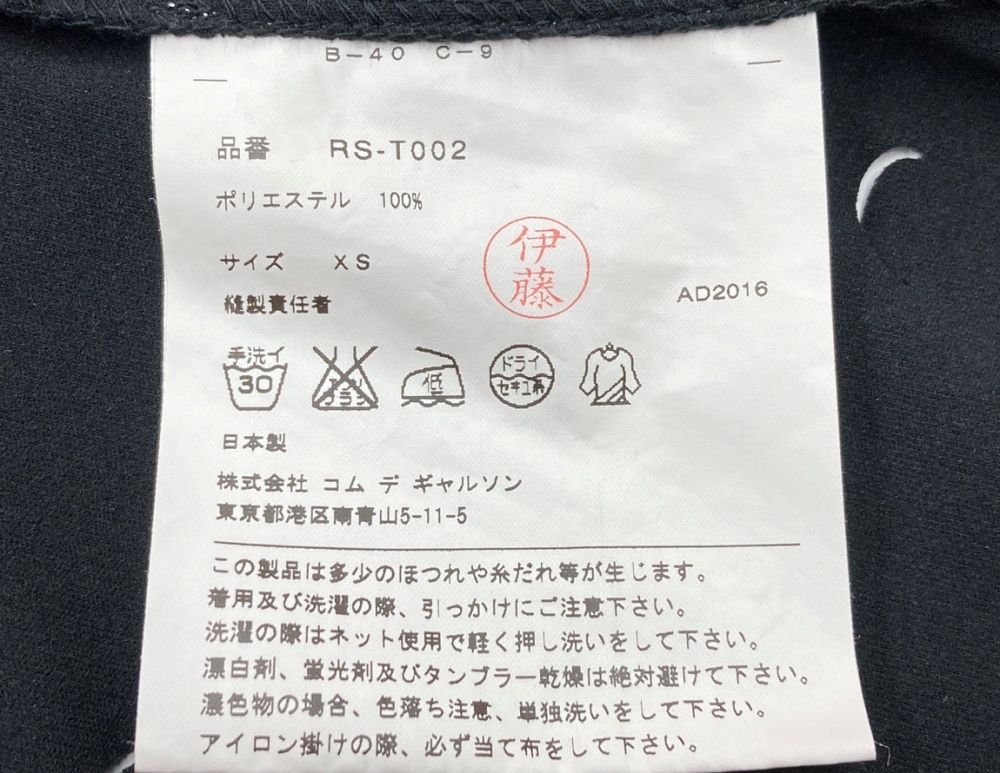 B-40 C-9
品番 RS-T002
ポリエステル 100%
サイズ XS
伊藤
AD2016
縫製責任者
手洗イ
30
エンソ
サラシ
低
ドライ
セキユ系
日本製
株式会社 コム デ ギャルソン
東京都港区南青山5-11-5
この製品は多少のほつれや糸だれ等が生じます。
着用及び洗濯の際、引っかけにご注意下さい。
洗濯の際はネット使用で軽く押し洗いをして下さい。
漂白剤、蛍光剤及びタンブラー乾燥は絶対避けて下さい。
濃色物の場合、色落ち注意、単独洗いをして下さい。
アイロン掛けの際、必ず当て布をして下さい。